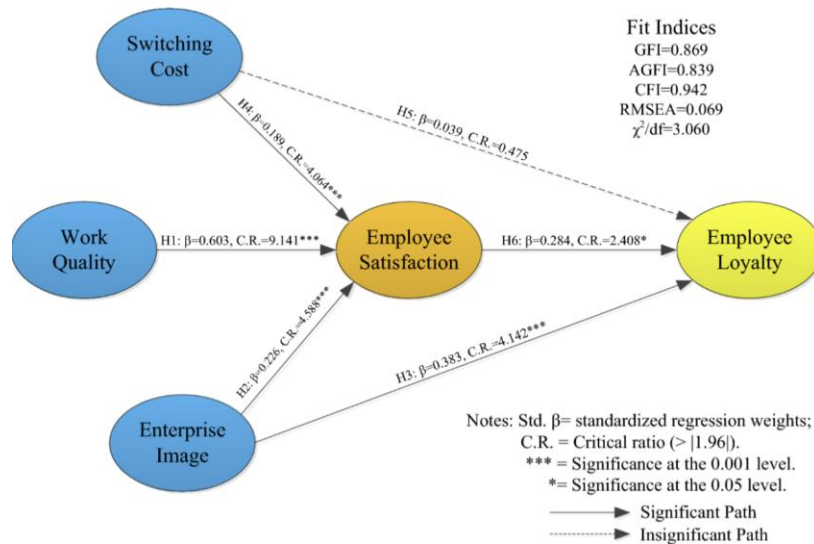 Switching
Cost
Fit Indices
GFI=0.869
AGFI=0.839
CFI=0.942
RMSEA=0.069
χ²/df=3.060
H4: β=0.189, C.R.=4.064***
H5: β=0.039, C.R.=0.475
Work
Quality
H1: β=0.603, C.R.=9.141***
Employee
Satisfaction
H6: β=0.284, C.R.=2.408*
Employee
Loyalty
H2: β=0.226, C.R.=4.588***
H3: β=0.383, C.R.=4.142***
Enterprise
Image
Notes: Std. β= standardized regression weights;
C.R. = Critical ratio (> |1.96|).
*** = Significance at the 0.001 level.
*= Significance at the 0.05 level.
Significant Path
Insignificant Path